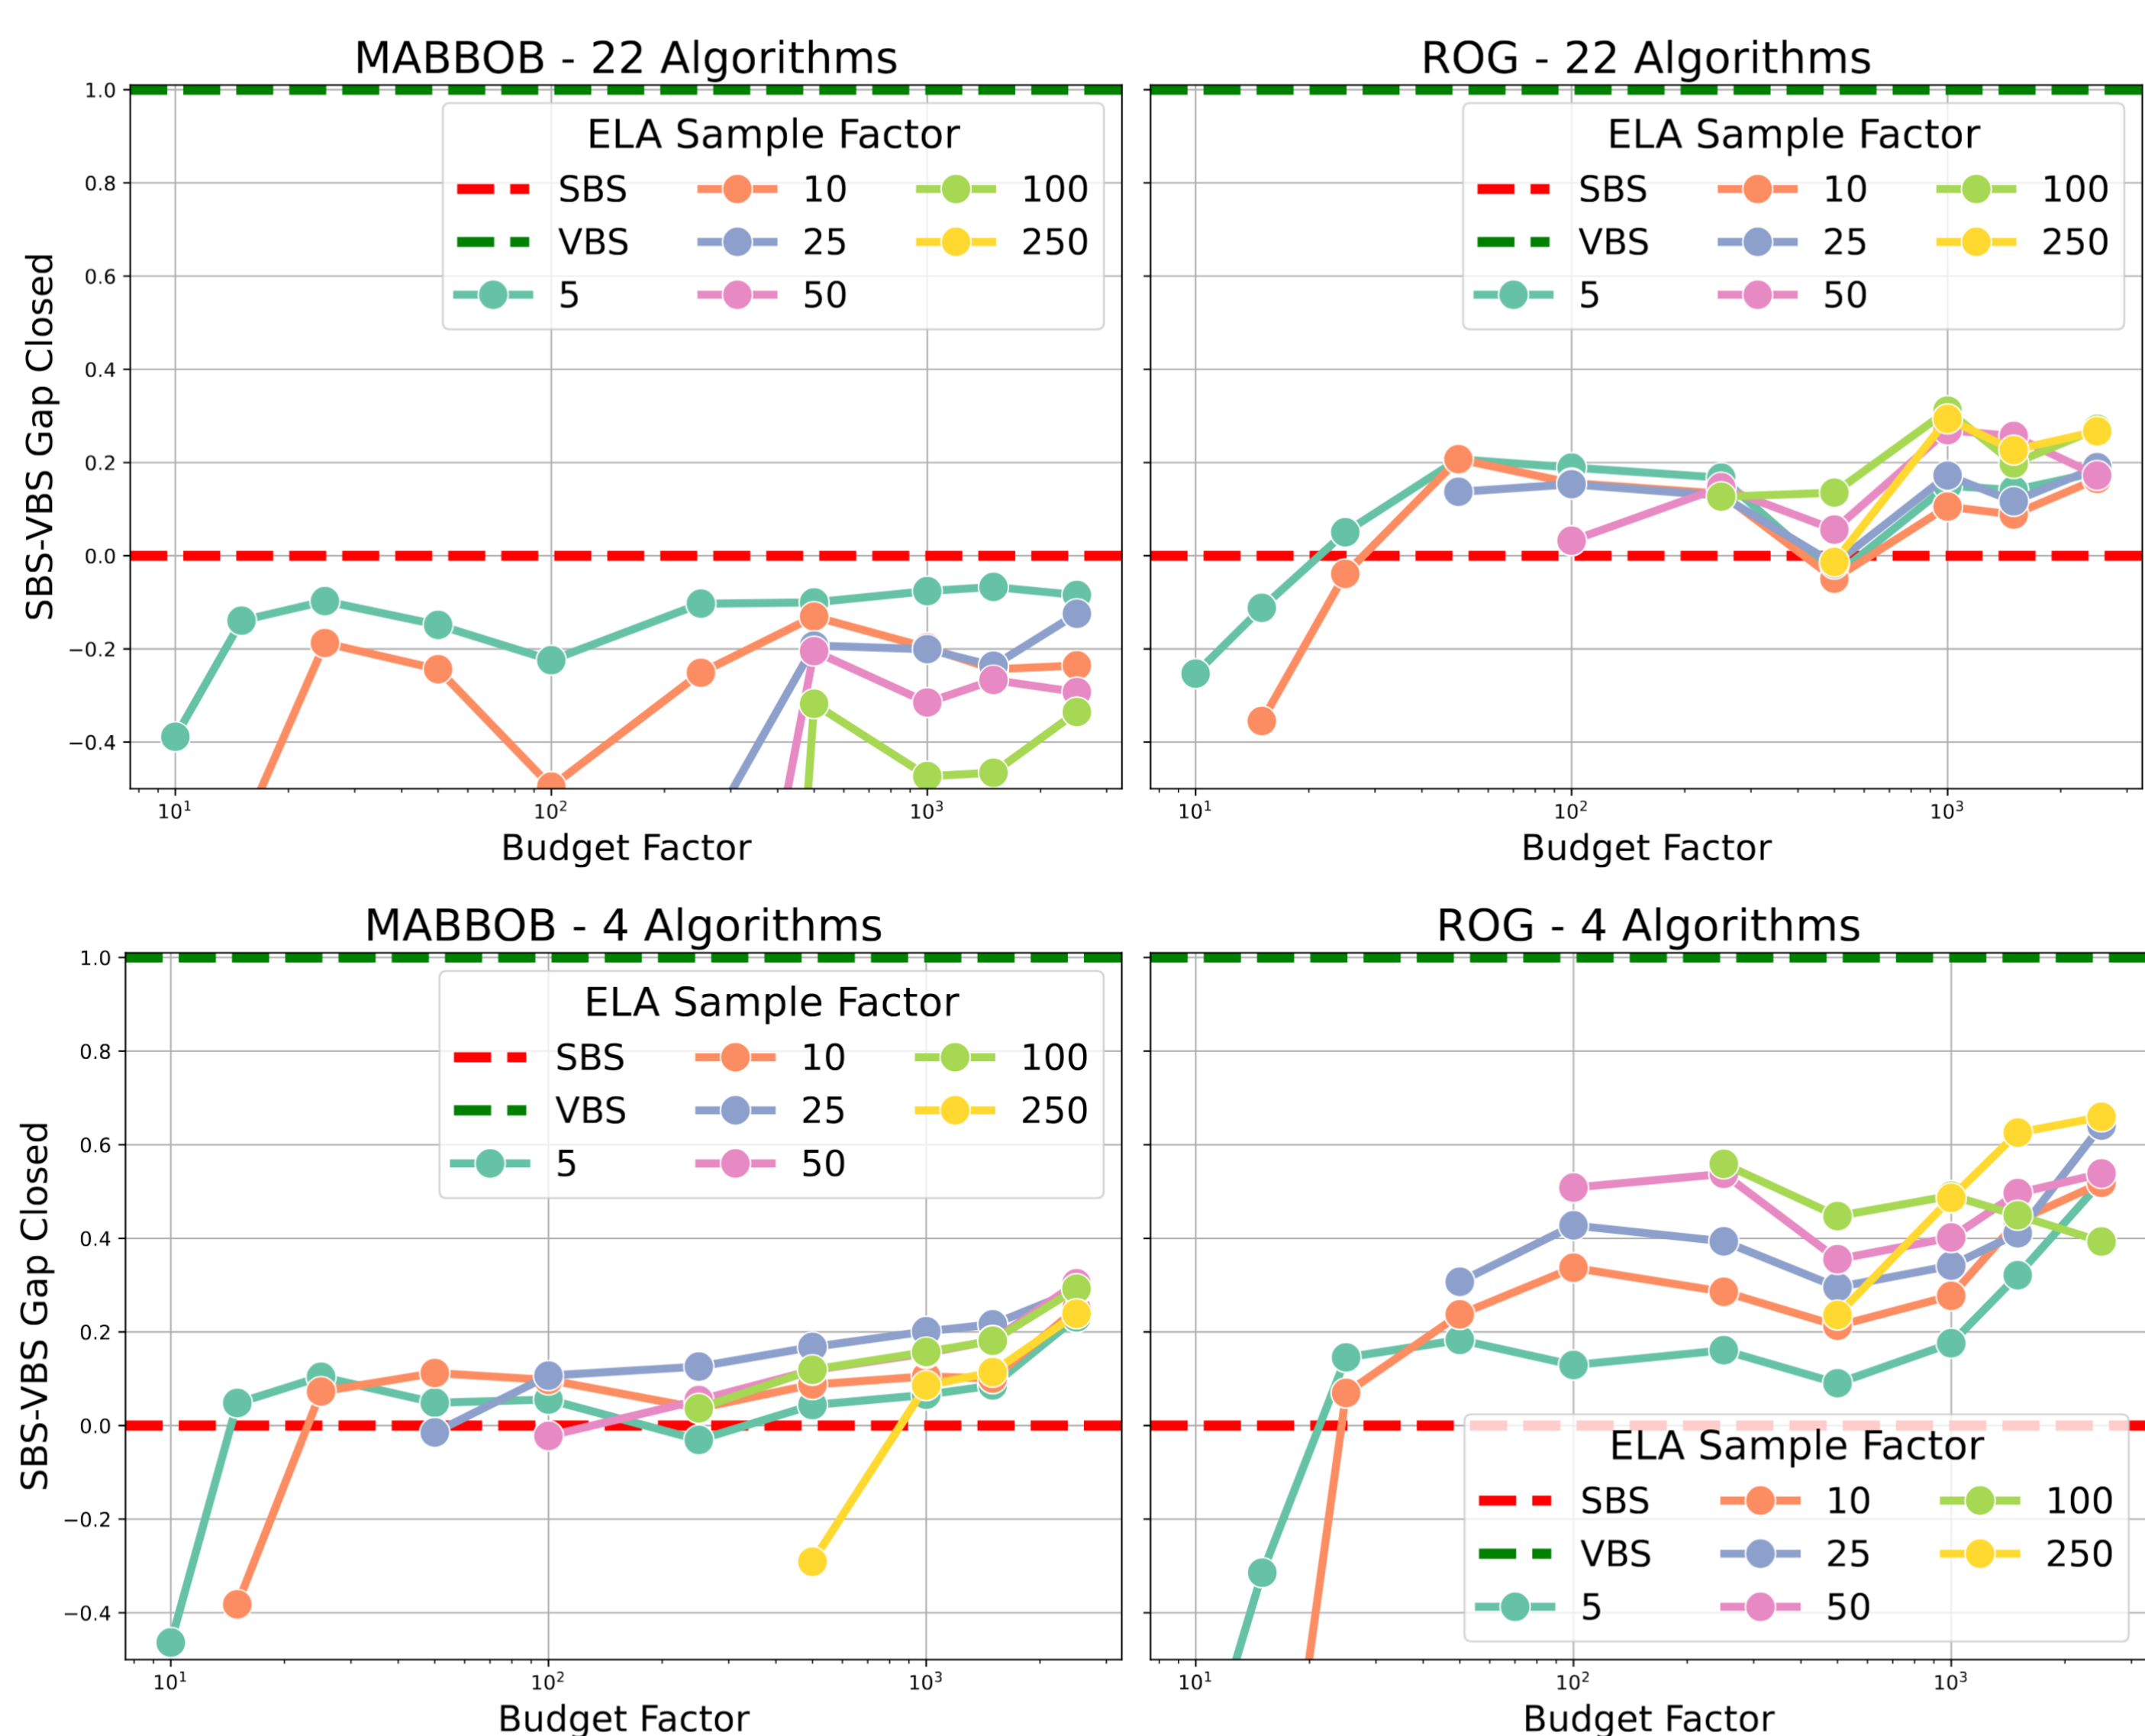 MABBOB - 22 Algorithms
SBS-VBS Gap Closed
1.0
0.8
0.6
0.4
0.2
0.0
−0.2
−0.4
ELA Sample Factor
SBS 10 100
VBS 25 250
5 50
10¹ 10² 10³
Budget Factor
ROG - 22 Algorithms
ELA Sample Factor
SBS 10 100
VBS 25 250
5 50
10¹ 10² 10³
Budget Factor
MABBOB - 4 Algorithms
SBS-VBS Gap Closed
1.0
0.8
0.6
0.4
0.2
0.0
−0.2
−0.4
ELA Sample Factor
SBS 10 100
VBS 25 250
5 50
10¹ 10² 10³
Budget Factor
ROG - 4 Algorithms
ELA Sample Factor
SBS 10 100
VBS 25 250
5 50
10¹ 10² 10³
Budget Factor